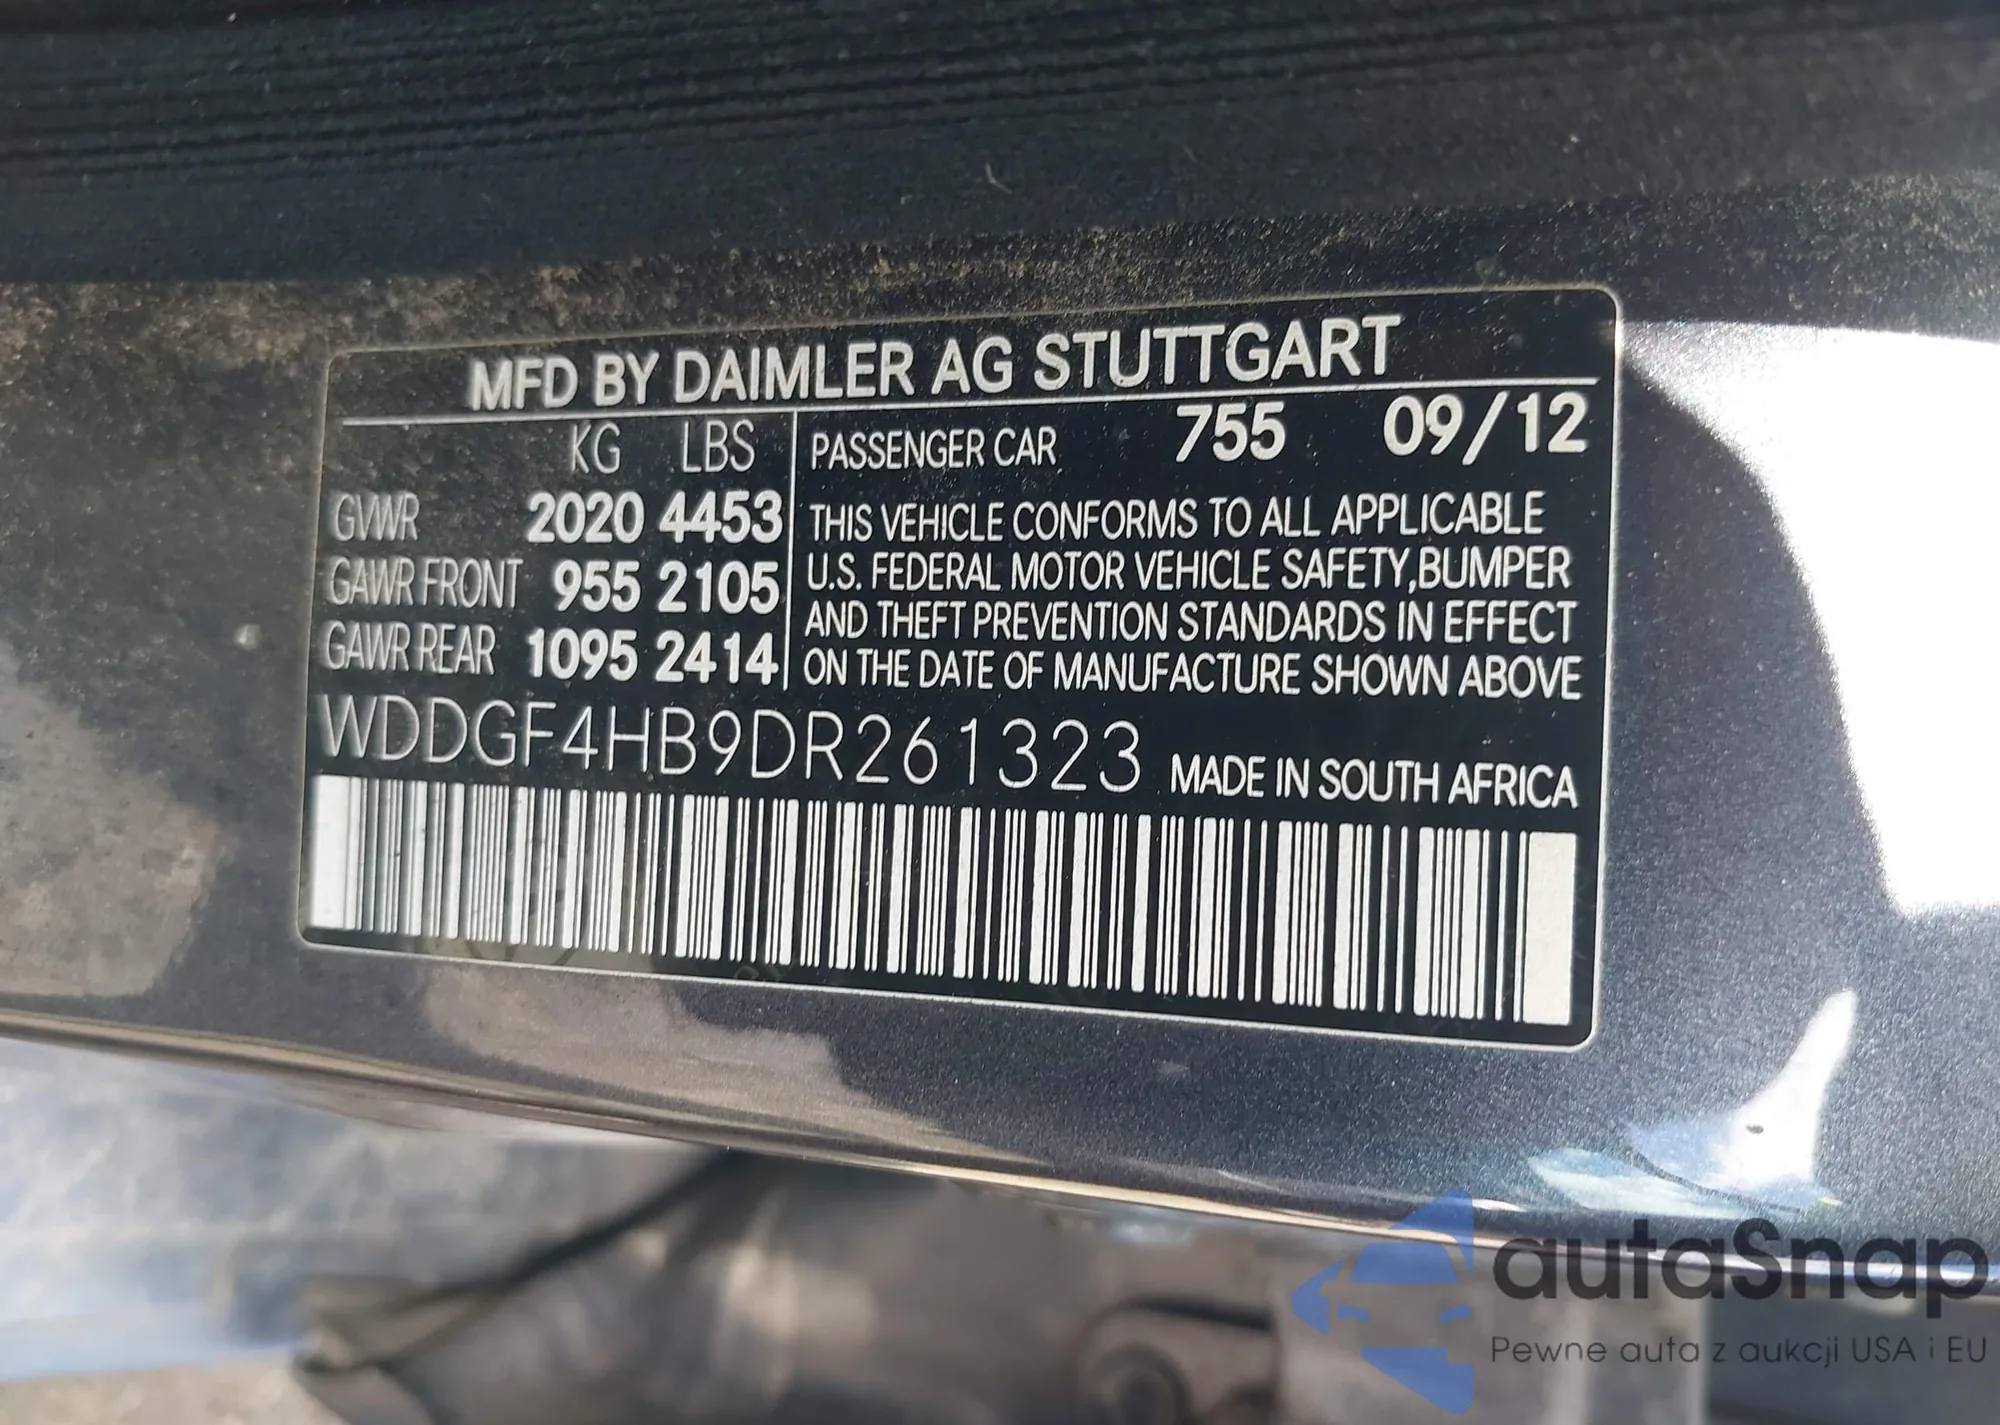 MFD BY DAIMLER AG STUTTGART
KG LBS
GVWR 2020 4453
GAWR FRONT 955 2105
GAWR REAR 1095 2414
PASSENGER CAR 755 09/12
THIS VEHICLE CONFORMS TO ALL APPLICABLE
U.S. FEDERAL MOTOR VEHICLE SAFETY,BUMPER
AND THEFT PREVENTION STANDARDS IN EFFECT
ON THE DATE OF MANUFACTURE SHOWN ABOVE
WDDGF4HB9DR261323 MADE IN SOUTH AFRICA
autaSnap
Pewne auta z aukcji USA i EU